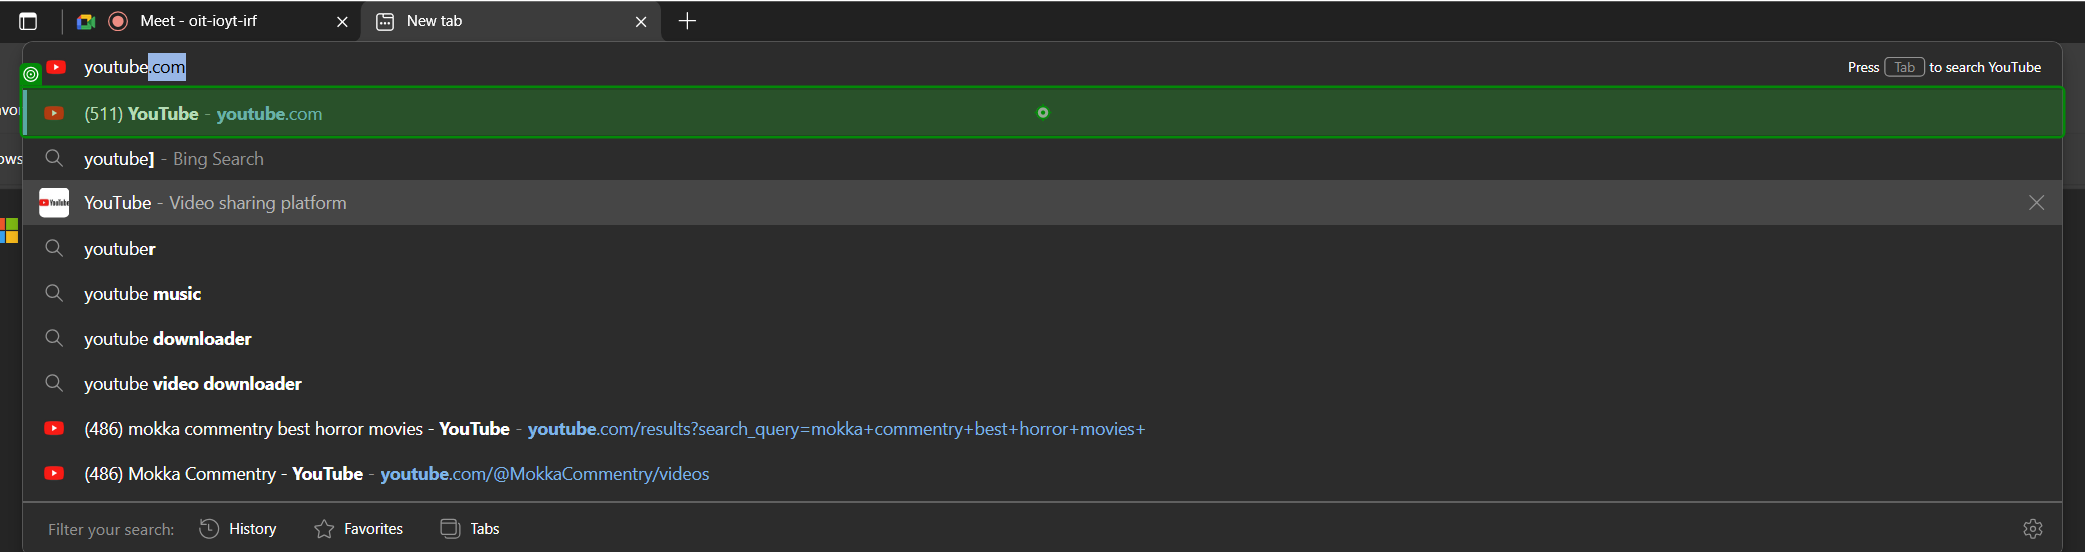 Meet - oit-ioyt-irf
New tab
youtube.com
Press Tab to search YouTube
(511) YouTube - youtube.com
youtube] - Bing Search
YouTube
YouTube - Video sharing platform
youtuber
youtube music
youtube downloader
youtube video downloader
(486) mokka commentry best horror movies - YouTube - youtube.com/results?search_query=mokka+commentry+best+horror+movies+
(486) Mokka Commentry - YouTube - youtube.com/@MokkaCommentry/videos
Filter your search: History Favorites Tabs